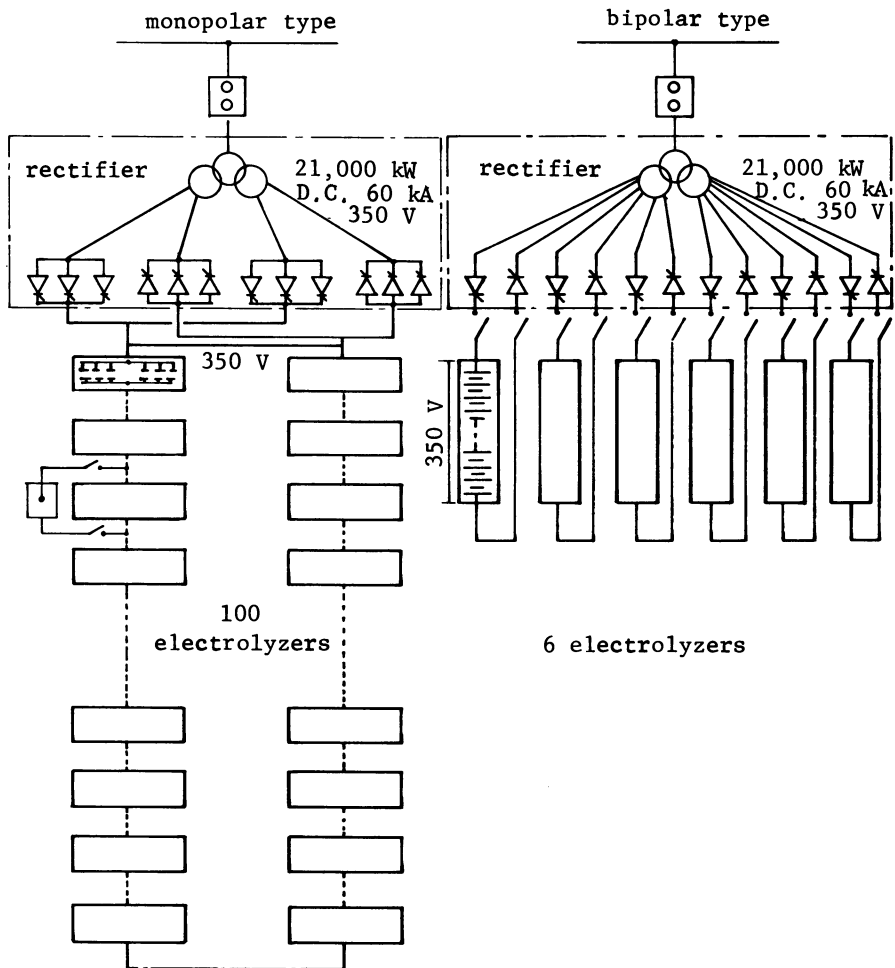 monopolar type
rectifier
21,000 kW
D.C. 60 kA
350 V
350 V
100
electrolyzers
bipolar type
rectifier
21,000 kW
D.C. 60 kA
350 V
350 V
6 electrolyzers